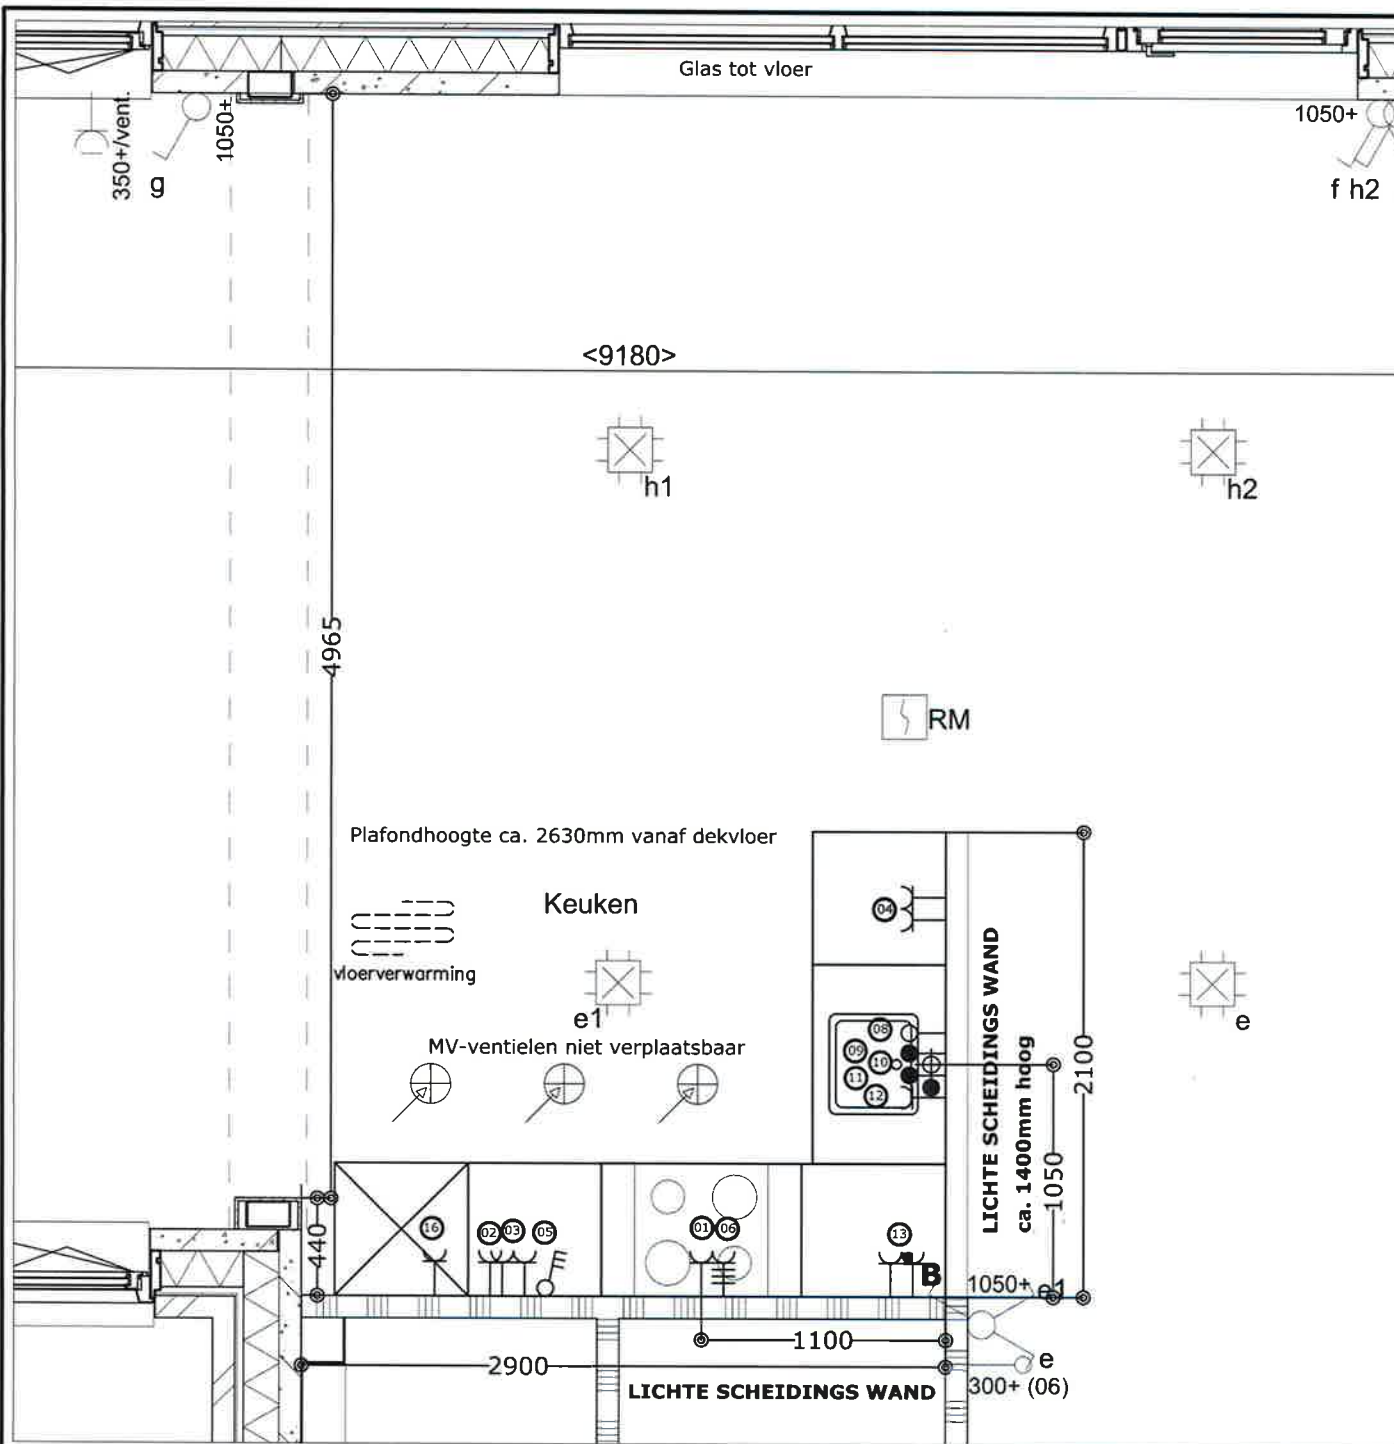 Glas tot vloer
350+/vent.
g
1050+
1050+
f h2
<9180>
h1
h2
4965
RM
Plafondhoogte ca. 2630mm vanaf dekvloer
Keuken
04
vloerverwarming
e1
e
MV-ventielen niet verplaatsbaar
08
09
10
11
12
LICHTE SCHEIDINGS WAND
ca. 1400mm hoog
2100
1050
440
16
02
03
05
01
06
13
B
1050+
e1
1100
2900
e
LICHTE SCHEIDINGS WAND
300+ (06)